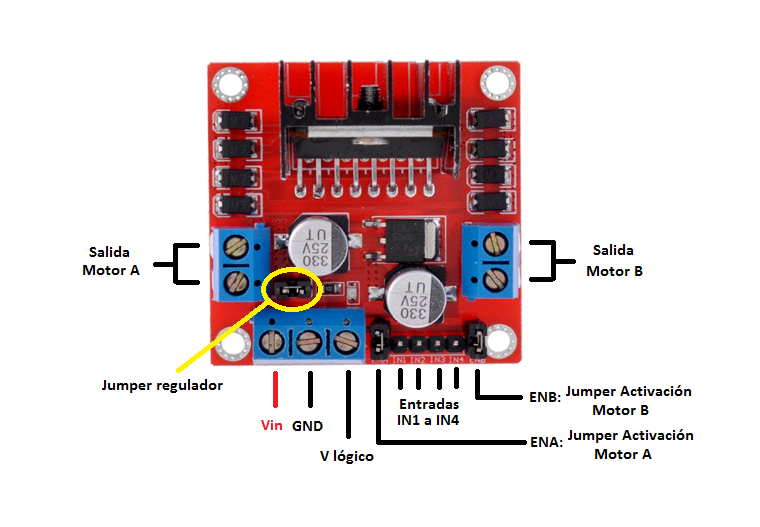 330
25V
UT
330
25V
UT
Salida
Motor A
Salida
Motor B
Jumper regulador
IN1 IN2 IN3 IN4 ENB
Vin GND
V lógico
Entradas
IN1 a IN4
ENB: Jumper Activación
Motor B
ENA: Jumper Activación
Motor A